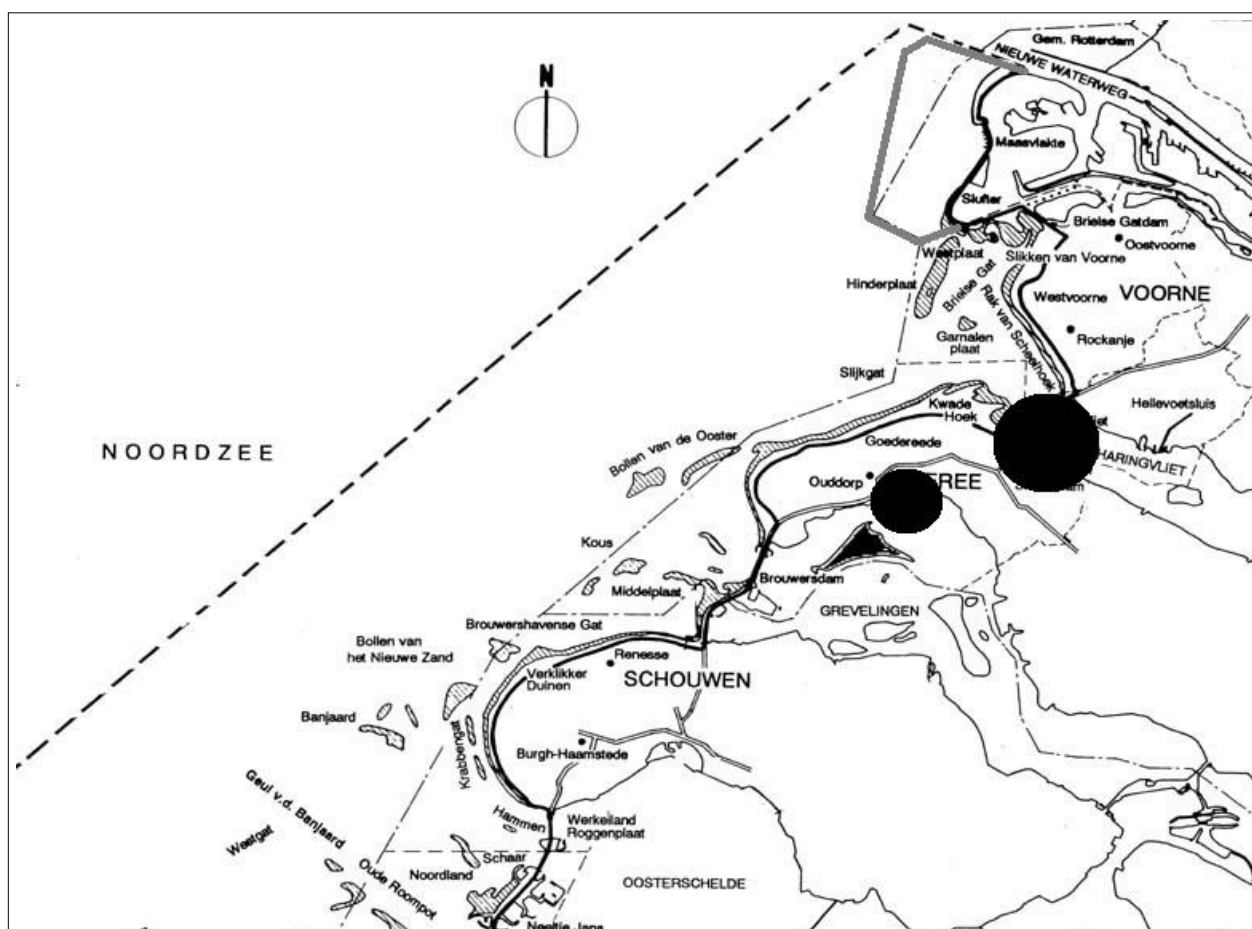 N
Gem. Rotterdam
NIEUWE WATERWEG
Maasvlakte
Slufter
Brielse Gatdam
Oostvoorne
Westplaat
Slikken van Voorne
Hinderplaat
Brielse Gat
Westvoorne
VOORNE
Rak van Scheelhoek
Rockanje
Garnalen
plaat
Slijkgat
Kwade
Hoek
Hellevoetsluis
Goedereede
HARINGVLIET
Bollen van de Ooster
NOORDZEE
Ouddorp
Kous
Middelplaat
Brouwersdam
GREVELINGEN
Brouwershavense Gat
Bollen van
het Nieuwe Zand
Renesse
SCHOUWEN
Verklikker
Duinen
Banjaard
Krabbengat
Burgh-Haamstede
Geul v.d. Banjaard
Westgat
Hammen
Werkeiland
Roggenplaat
Schaar
Noordland
Oude Roompot
OOSTERSCHELDE